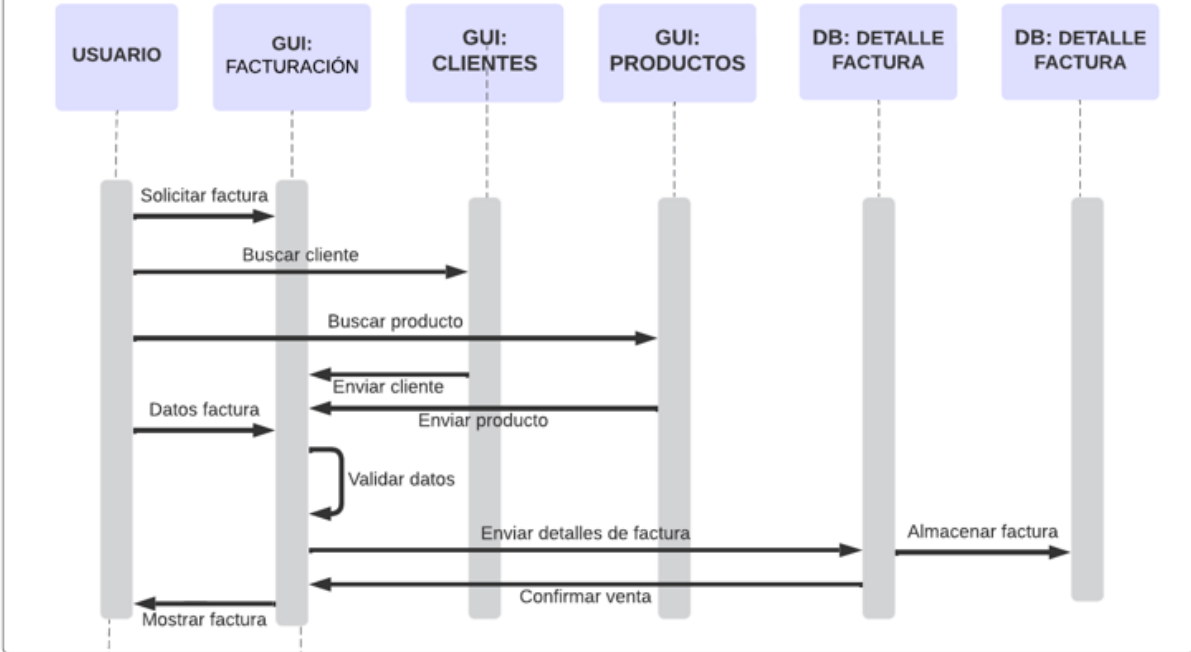 USUARIO
GUI:
FACTURACIÓN
GUI:
CLIENTES
GUI:
PRODUCTOS
DB: DETALLE
FACTURA
DB: DETALLE
FACTURA
Solicitar factura
Buscar cliente
Buscar producto
Enviar cliente
Datos factura
Enviar producto
Validar datos
Enviar detalles de factura
Almacenar factura
Confirmar venta
Mostrar factura